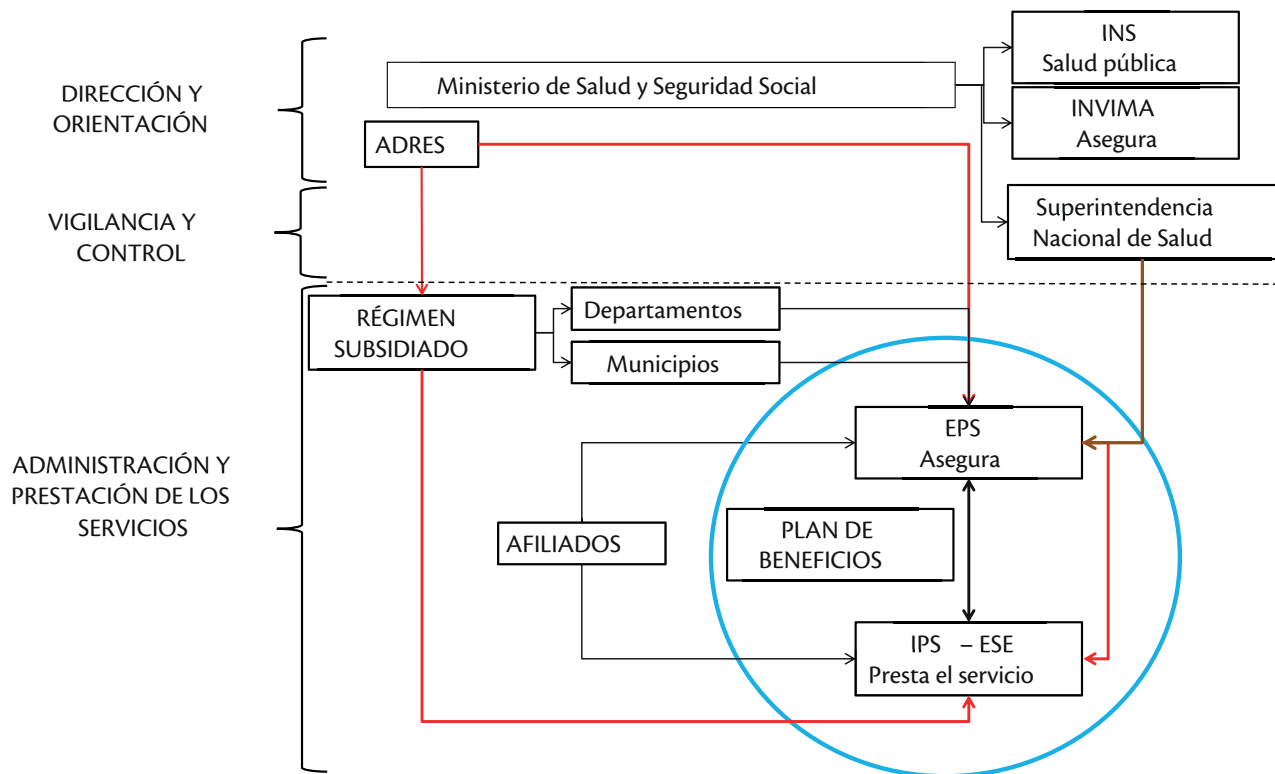 INS
Salud pública
DIRECCIÓN Y
ORIENTACIÓN
Ministerio de Salud y Seguridad Social
INVIMA
Asegura
ADRES
VIGILANCIA Y
CONTROL
Superintendencia
Nacional de Salud
RÉGIMEN
SUBSIDIADO
Departamentos
Municipios
EPS
Asegura
ADMINISTRACIÓN Y
PRESTACIÓN DE LOS
SERVICIOS
AFILIADOS
PLAN DE
BENEFICIOS
IPS – ESE
Presta el servicio